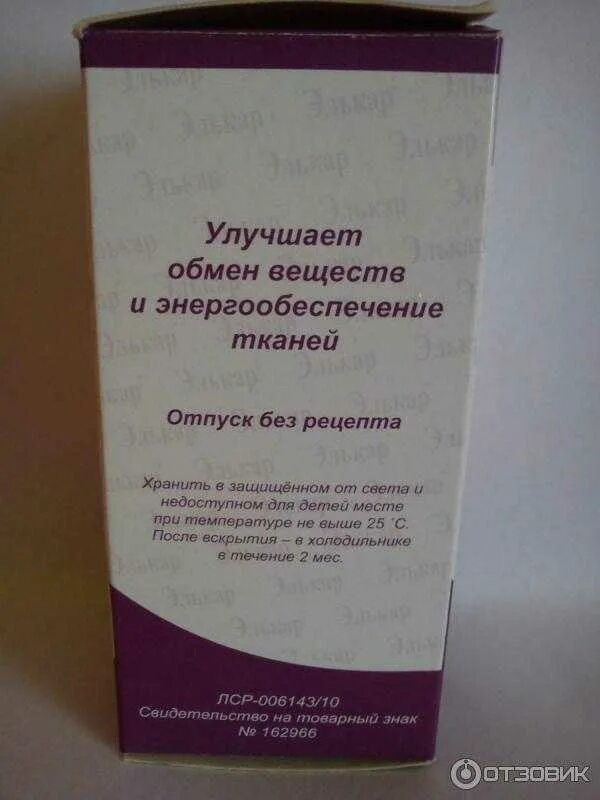 Улучшает
обмен веществ
и энергообеспечение
тканей
Отпуск без рецепта
Хранить в защищённом от света и
недоступном для детей месте
при температуре не выше 25 °С.
После вскрытия – в холодильнике
в течение 2 мес.
ЛСР-006143/10
Свидетельство на товарный знак
№ 162966
ОТЗОВИК